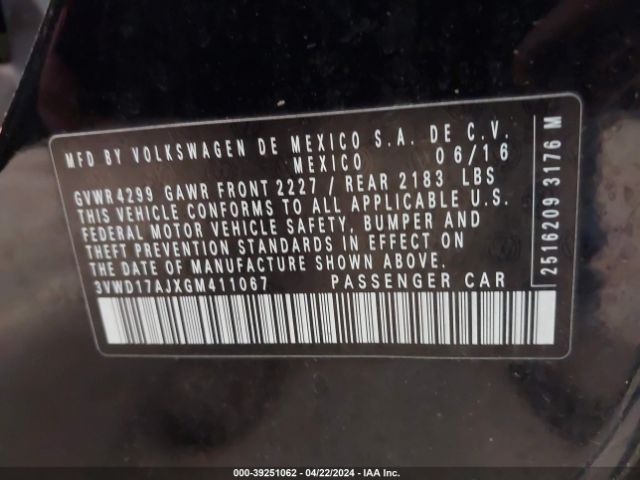 MFD BY VOLKSWAGEN DE MEXICO S.A. DE C.V.
MEXICO 06/16
GVWR4299 GAWR FRONT 2227 / REAR 2183 LBS
THIS VEHICLE CONFORMS TO ALL APPLICABLE U.S.
FEDERAL MOTOR VEHICLE SAFETY, BUMPER AND
THEFT PREVENTION STANDARDS IN EFFECT ON
THE DATE OF MANUFACTURE SHOWN ABOVE.
3VWD17AJXGM411067 PASSENGER CAR
2516209 3176 M
000-39251062 - 04/22/2024 - IAA Inc.